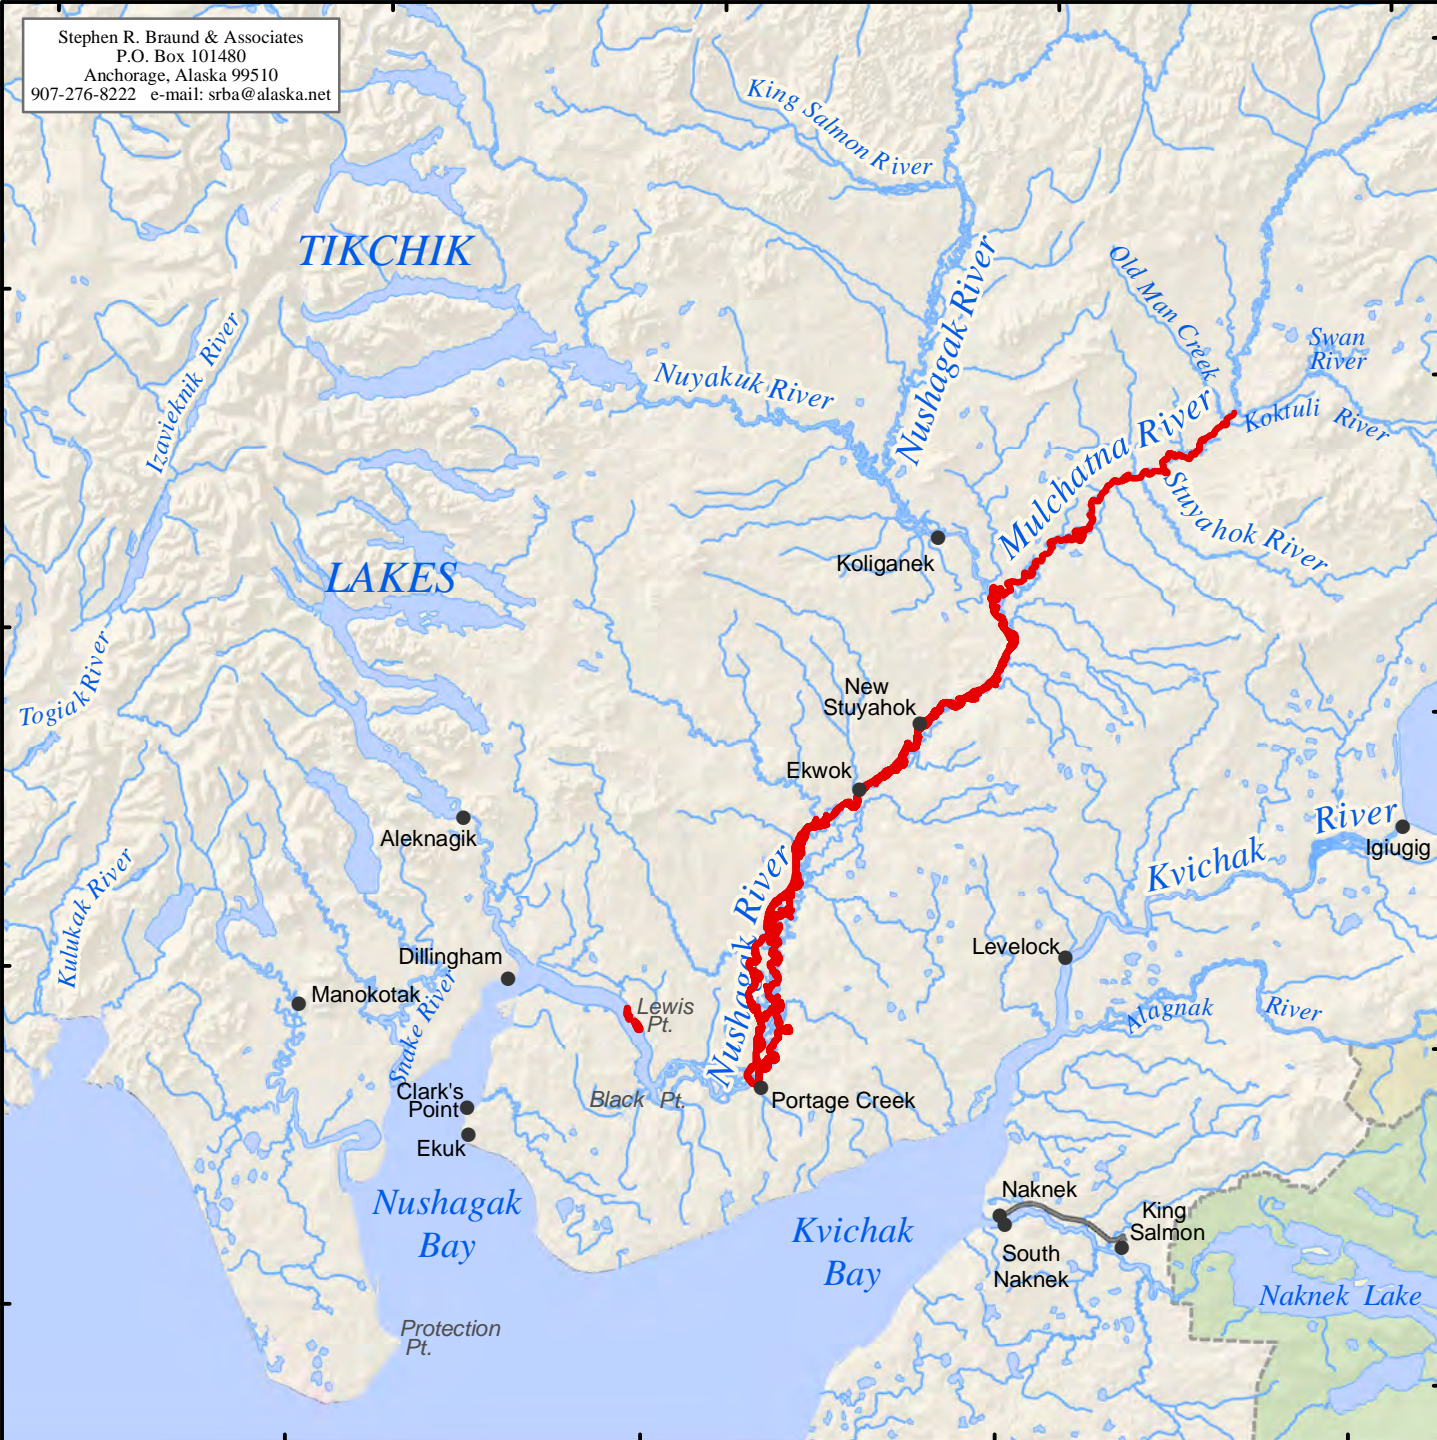 Stephen R. Braund & Associates
P.O. Box 101480
Anchorage, Alaska 99510
907-276-8222 e-mail: srba@alaska.net
King Salmon River
TIKCHIK
Nushagak River
Old Man Creek
Izavieknik River
Swan
River
Nuyakuk River
Koktuli River
Mulchatna River
Stuyahok River
Koliganek
LAKES
Togiak River
New
Stuyahok
Ekwok
River
Igiugig
Aleknagik
Kvichak
Kulukak River
Nushagak River
Levelock
Dillingham
Manokotak
Snake River
Lewis
Pt.
Alagnak River
Clark's
Point
Black Pt.
Portage Creek
Ekuk
Nushagak
Bay
Naknek
King
Salmon
Kvichak
Bay
South
Naknek
Naknek Lake
Protection
Pt.